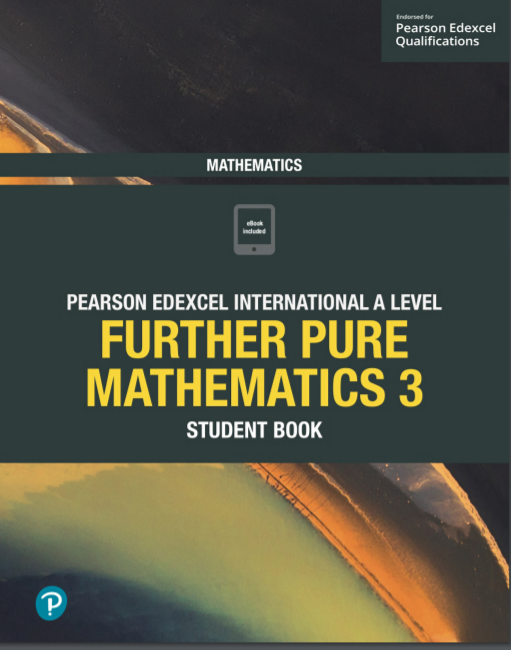 Endorsed for
Pearson Edexcel
Qualifications
MATHEMATICS
eBook
included
PEARSON EDEXCEL INTERNATIONAL A LEVEL
FURTHER PURE
MATHEMATICS 3
STUDENT BOOK
P